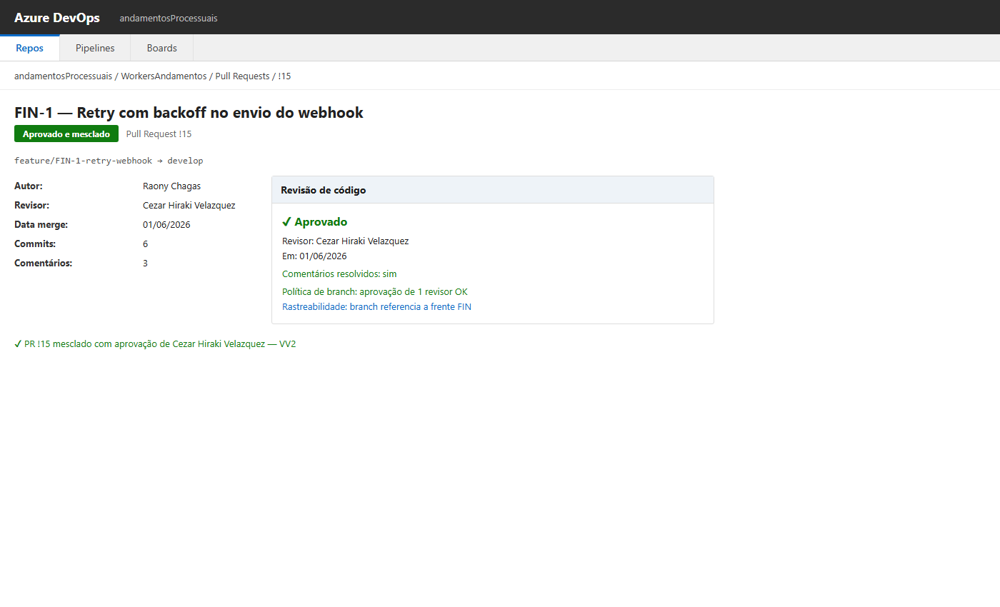 Azure DevOps andamentosProcessuais
Repos Pipelines Boards
andamentosProcessuais / WorkersAndamentos / Pull Requests / !15
FIN-1 — Retry com backoff no envio do webhook
Aprovado e mesclado Pull Request !15
feature/FIN-1-retry-webhook → develop
Autor: Raony Chagas
Revisor: Cezar Hiraki Velazquez
Data merge: 01/06/2026
Commits: 6
Comentários: 3
Revisão de código
✓ Aprovado
Revisor: Cezar Hiraki Velazquez
Em: 01/06/2026
Comentários resolvidos: sim
Política de branch: aprovação de 1 revisor OK
Rastreabilidade: branch referencia a frente FIN
✓ PR !15 mesclado com aprovação de Cezar Hiraki Velazquez — VV2